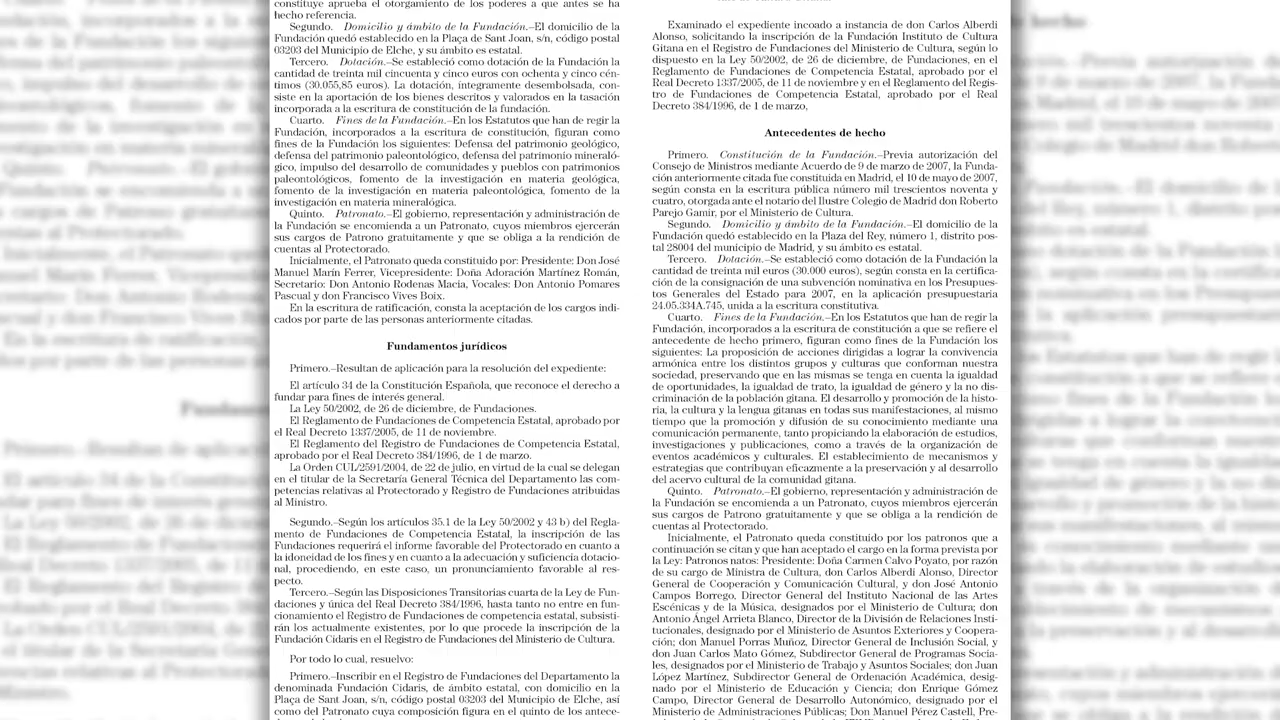 constituye aprueba el otorgamiento de los poderes a que antes se ha
hecho referencia.
Segundo. Domicilio y ámbito de la Fundación.–El domicilio de la
Fundación quedó establecido en la Plaça de Sant Joan, s/n, código postal
03203 del Municipio de Elche, y su ámbito es estatal.
Tercero. Dotación.–Se estableció como dotación de la Fundación la
cantidad de treinta mil cincuenta y cinco euros con ochenta y cinco cén-
timos (30.055,85 euros). La dotación, íntegramente desembolsada, con-
siste en la aportación de los bienes descritos y valorados en la tasación
incorporada a la escritura de constitución de la fundación.
Cuarto. Fines de la Fundación.–En los Estatutos que han de regir la
Fundación, incorporados a la escritura de constitución, figuran como
fines de la Fundación los siguientes: Defensa del patrimonio geológico,
defensa del patrimonio paleontológico, defensa del patrimonio mineraló-
gico, impulso del desarrollo de comunidades y pueblos con patrimonios
paleontológicos, fomento de la investigación en materia geológica,
fomento de la investigación en materia paleontológica, fomento de la
investigación en materia mineralógica.
Quinto. Patronato.–El gobierno, representación y administración de
la Fundación se encomienda a un Patronato, cuyos miembros ejercerán
sus cargos de Patrono gratuitamente y que se obliga a la rendición de
cuentas al Protectorado.
Inicialmente, el Patronato queda constituido por: Presidente: Don José
Manuel Marín Ferrer, Vicepresidente: Doña Adoración Martínez Román,
Secretario: Don Antonio Rodenas Macia, Vocales: Don Antonio Pomares
Pascual y don Francisco Vives Boix.
En la escritura de ratificación, consta la aceptación de los cargos indi-
cados por parte de las personas anteriormente citadas.
Fundamentos jurídicos
Primero.–Resultan de aplicación para la resolución del expediente:
El artículo 34 de la Constitución Española, que reconoce el derecho a
fundar para fines de interés general.
La Ley 50/2002, de 26 de diciembre, de Fundaciones.
El Reglamento de Fundaciones de Competencia Estatal, aprobado por
el Real Decreto 1337/2005, de 11 de noviembre.
El Reglamento del Registro de Fundaciones de Competencia Estatal,
aprobado por el Real Decreto 384/1996, de 1 de marzo.
La Orden CUL/2591/2004, de 22 de julio, en virtud de la cual se delegan
en el titular de la Secretaría General Técnica del Departamento las com-
petencias relativas al Protectorado y Registro de Fundaciones atribuidas
al Ministro.
Segundo.–Según los artículos 35.1 de la Ley 50/2002 y 43 b) del Regla-
mento de Fundaciones de Competencia Estatal, la inscripción de las
Fundaciones requerirá el informe favorable del Protectorado en cuanto a
la idoneidad de los fines y en cuanto a la adecuación y suficiencia dotacio-
nal, procediendo, en este caso, un pronunciamiento favorable al res-
pecto.
Tercero.–Según las Disposiciones Transitorias cuarta de la Ley de Fun-
daciones y única del Real Decreto 384/1996, hasta tanto no entre en fun-
cionamiento el Registro de Fundaciones de competencia estatal, subsisti-
rán los actualmente existentes, por lo que procede la inscripción de la
Fundación Cidaris en el Registro de Fundaciones del Ministerio de Cultura.
Por todo lo cual, resuelvo:
Primero.–Inscribir en el Registro de Fundaciones del Departamento la
denominada Fundación Cidaris, de ámbito estatal, con domicilio en la
Plaça de Sant Joan, s/n, código postal 03203 del Municipio de Elche, así
como del Patronato cuya composición figura en el quinto de los antece-
Examinado el expediente incoado a instancia de don Carlos Alberdi
Alonso, solicitando la inscripción de la Fundación Instituto de Cultura
Gitana en el Registro de Fundaciones del Ministerio de Cultura, según lo
dispuesto en la Ley 50/2002, de 26 de diciembre, de Fundaciones, en el
Reglamento de Fundaciones de Competencia Estatal, aprobado por el
Real Decreto 1337/2005, de 11 de noviembre y en el Reglamento del Regis-
tro de Fundaciones de Competencia Estatal, aprobado por el Real
Decreto 384/1996, de 1 de marzo,
Antecedentes de hecho
Primero. Constitución de la Fundación.–Previa autorización del
Consejo de Ministros mediante Acuerdo de 9 de marzo de 2007, la Funda-
ción anteriormente citada fue constituida en Madrid, el 10 de mayo de 2007,
según consta en la escritura pública número mil trescientos noventa y
cuatro, otorgada ante el notario del Ilustre Colegio de Madrid don Roberto
Parejo Gamir, por el Ministerio de Cultura.
Segundo. Domicilio y ámbito de la Fundación.–El domicilio de la
Fundación quedó establecido en la Plaza del Rey, número 1, distrito pos-
tal 28004 del municipio de Madrid, y su ámbito es estatal.
Tercero. Dotación.–Se estableció como dotación de la Fundación la
cantidad de treinta mil euros (30.000 euros), según consta en la certifica-
ción de la consignación de una subvención nominativa en los Presupues-
tos Generales del Estado para 2007, en la aplicación presupuestaria
24.05.334A.745, unida a la escritura constitutiva.
Cuarto. Fines de la Fundación.–En los Estatutos que han de regir la
Fundación, incorporados a la escritura de constitución a que se refiere el
antecedente de hecho primero, figuran como fines de la Fundación los
siguientes: La proposición de acciones dirigidas a lograr la convivencia
armónica entre los distintos grupos y culturas que conforman nuestra
sociedad, preservando que en las mismas se tenga en cuenta la igualdad
de oportunidades, la igualdad de trato, la igualdad de género y la no dis-
criminación de la población gitana. El desarrollo y promoción de la histo-
ria, la cultura y la lengua gitanas en todas sus manifestaciones, al mismo
tiempo que la promoción y difusión de su conocimiento mediante una
comunicación permanente, tanto propiciando la elaboración de estudios,
investigaciones y publicaciones, como a través de la organización de
eventos académicos y culturales. El establecimiento de mecanismos y
estrategias que contribuyan eficazmente a la preservación y al desarrollo
del acervo cultural de la comunidad gitana.
Quinto. Patronato.–El gobierno, representación y administración de
la Fundación se encomienda a un Patronato, cuyos miembros ejercerán
sus cargos de Patrono gratuitamente y que se obliga a la rendición de
cuentas al Protectorado.
Inicialmente, el Patronato queda constituido por los patronos que a
continuación se citan y que han aceptado el cargo en la forma prevista por
la Ley: Patronos natos: Presidente: Doña Carmen Calvo Poyato, por razón
de su cargo de Ministra de Cultura, don Carlos Alberdi Alonso, Director
General de Cooperación y Comunicación Cultural, y don José Antonio
Campos Borrego, Director General del Instituto Nacional de las Artes
Escénicas y de la Música, designados por el Ministerio de Cultura; don
Antonio Ángel Arrieta Blanco, Director de la División de Relaciones Insti-
tucionales, designado por el Ministerio de Asuntos Exteriores y Coopera-
ción; don Manuel Porras Muñoz, Director General de Inclusión Social, y
don Juan Carlos Mato Gómez, Subdirector General de Programas Socia-
les, designados por el Ministerio de Trabajo y Asuntos Sociales; don Juan
López Martínez, Subdirector General de Ordenación Académica, desig-
nado por el Ministerio de Educación y Ciencia; don Enrique Gómez
Campo, Director General de Desarrollo Autonómico, designado por el
Ministerio de Administraciones Públicas; Don Manuel Pérez Castell, Pre-